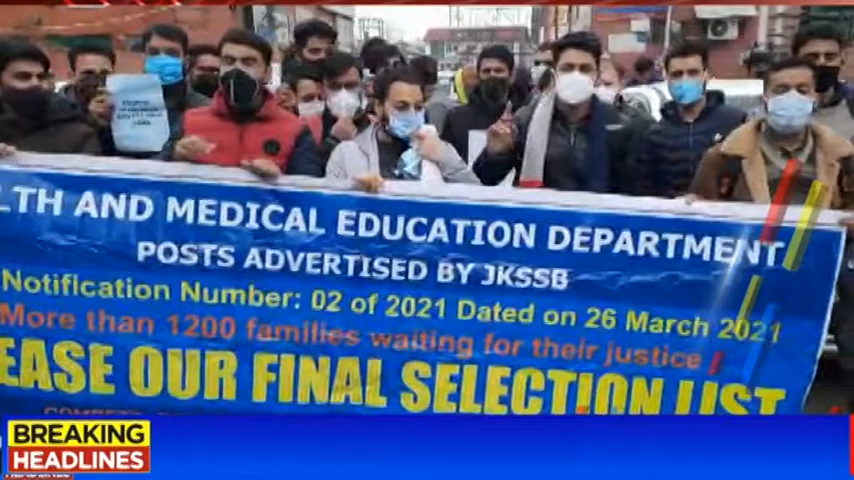 LTH AND MEDICAL EDUCATION DEPARTMENT
POSTS ADVERTISED BY JKSSB
Notification Number: 02 of 2021 Dated on 26 March 2021
More than 1200 families waiting for their justice
EASE OUR FINAL SELECTION LIST
BREAKING
HEADLINES